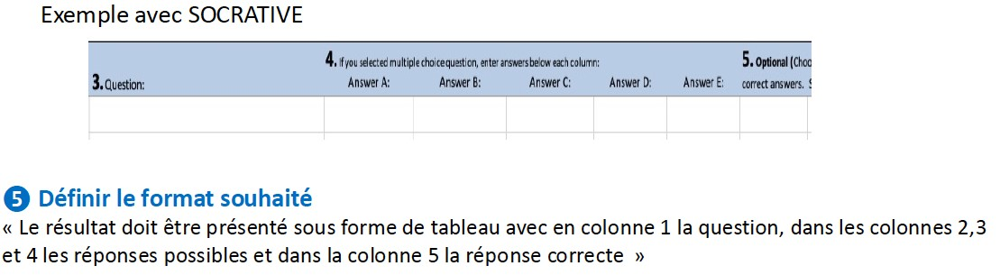 Exemple avec SOCRATIVE
4. If you selected multiple choice question, enter answers below each column:
5. Optional (Choo
3. Question:
Answer A:
Answer B:
Answer C:
Answer D:
Answer E:
correct answers. S
5 Définir le format souhaité
« Le résultat doit être présenté sous forme de tableau avec en colonne 1 la question, dans les colonnes 2,3
et 4 les réponses possibles et dans la colonne 5 la réponse correcte »